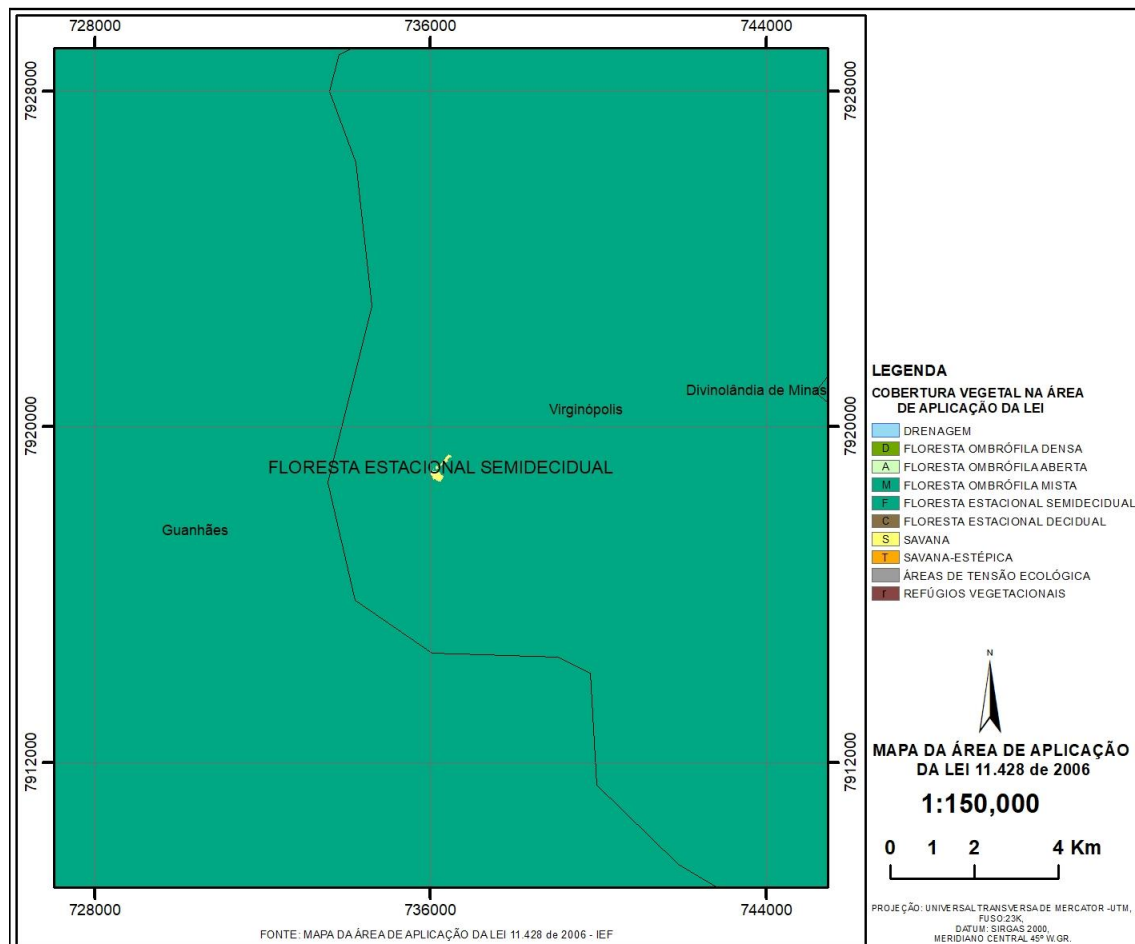 728000
736000
744000
7928000
7928000
Divinolândia de Minas
Virginópolis
7920000
7920000
FLORESTA ESTACIONAL SEMIDECIDUAL
Guanhães
7912000
7912000
728000
736000
744000
FONTE: MAPA DA ÁREA DE APLICAÇÃO DA LEI 11.428 de 2006 - IEF
LEGENDA
COBERTURA VEGETAL NA ÁREA
DE APLICAÇÃO DA LEI
DRENAGEM
D FLORESTA OMBRÓFILA DENSA
A FLORESTA OMBRÓFILA ABERTA
M FLORESTA OMBRÓFILA MISTA
F FLORESTA ESTACIONAL SEMIDECIDUAL
C FLORESTA ESTACIONAL DECIDUAL
S SAVANA
T SAVANA-ESTÉPICA
ÁREAS DE TENSÃO ECOLÓGICA
r REFÚGIOS VEGETACIONAIS
N
MAPA DA ÁREA DE APLICAÇÃO
DA LEI 11.428 de 2006
1:150,000
0 1 2 4 Km
PROJEÇÃO: UNIVERSAL TRANSVERSA DE MERCATOR -UTM,
FUSO:23K,
DATUM: SIRGAS 2000,
MERIDIANO CENTRAL 45º W.GR.